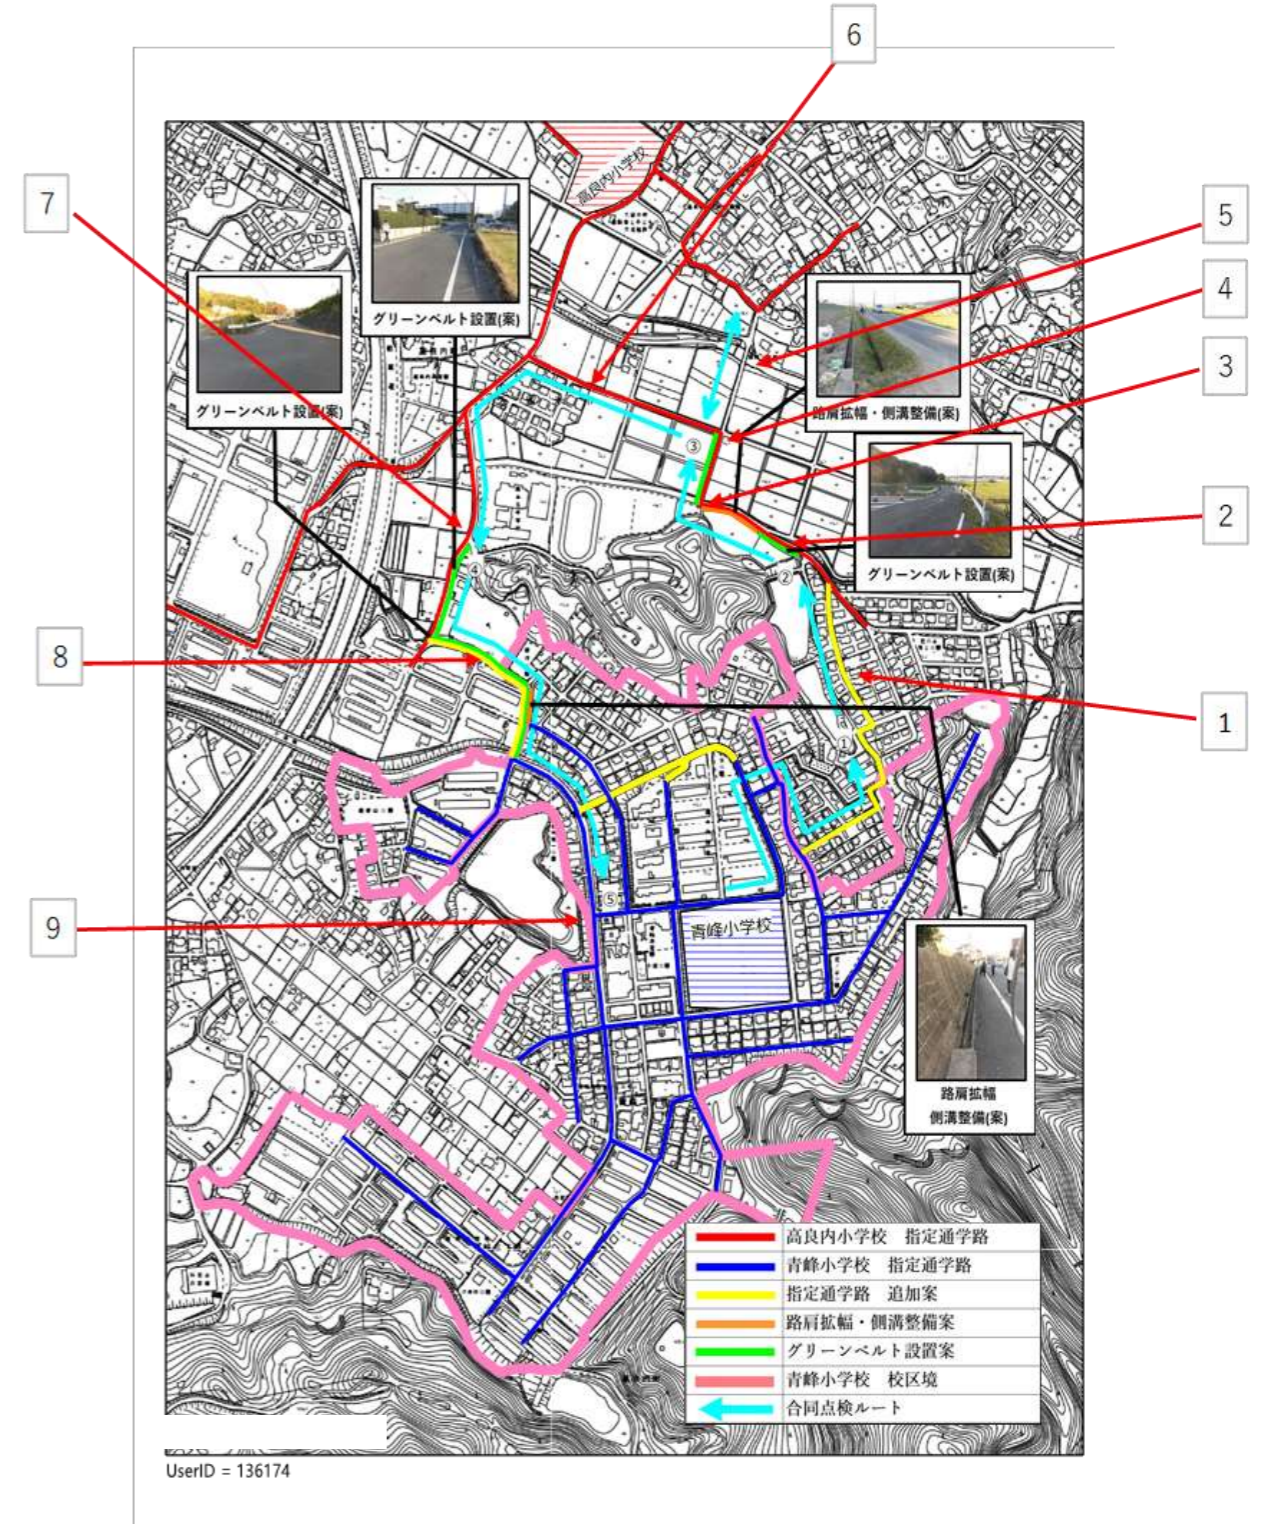 6
7
5
4
3
2
8
1
9
高良内小学校
グリーンベルト設置(案)
グリーンベルト設置(案)
路肩拡幅・側溝整備(案)
グリーンベルト設置(案)
③
②
④
①
⑤
青峰小学校
路肩拡幅
側溝整備(案)
高良内小学校 指定通学路
青峰小学校 指定通学路
指定通学路 追加案
路肩拡幅・側溝整備案
グリーンベルト設置案
青峰小学校 校区境
合同点検ルート
UserID = 136174